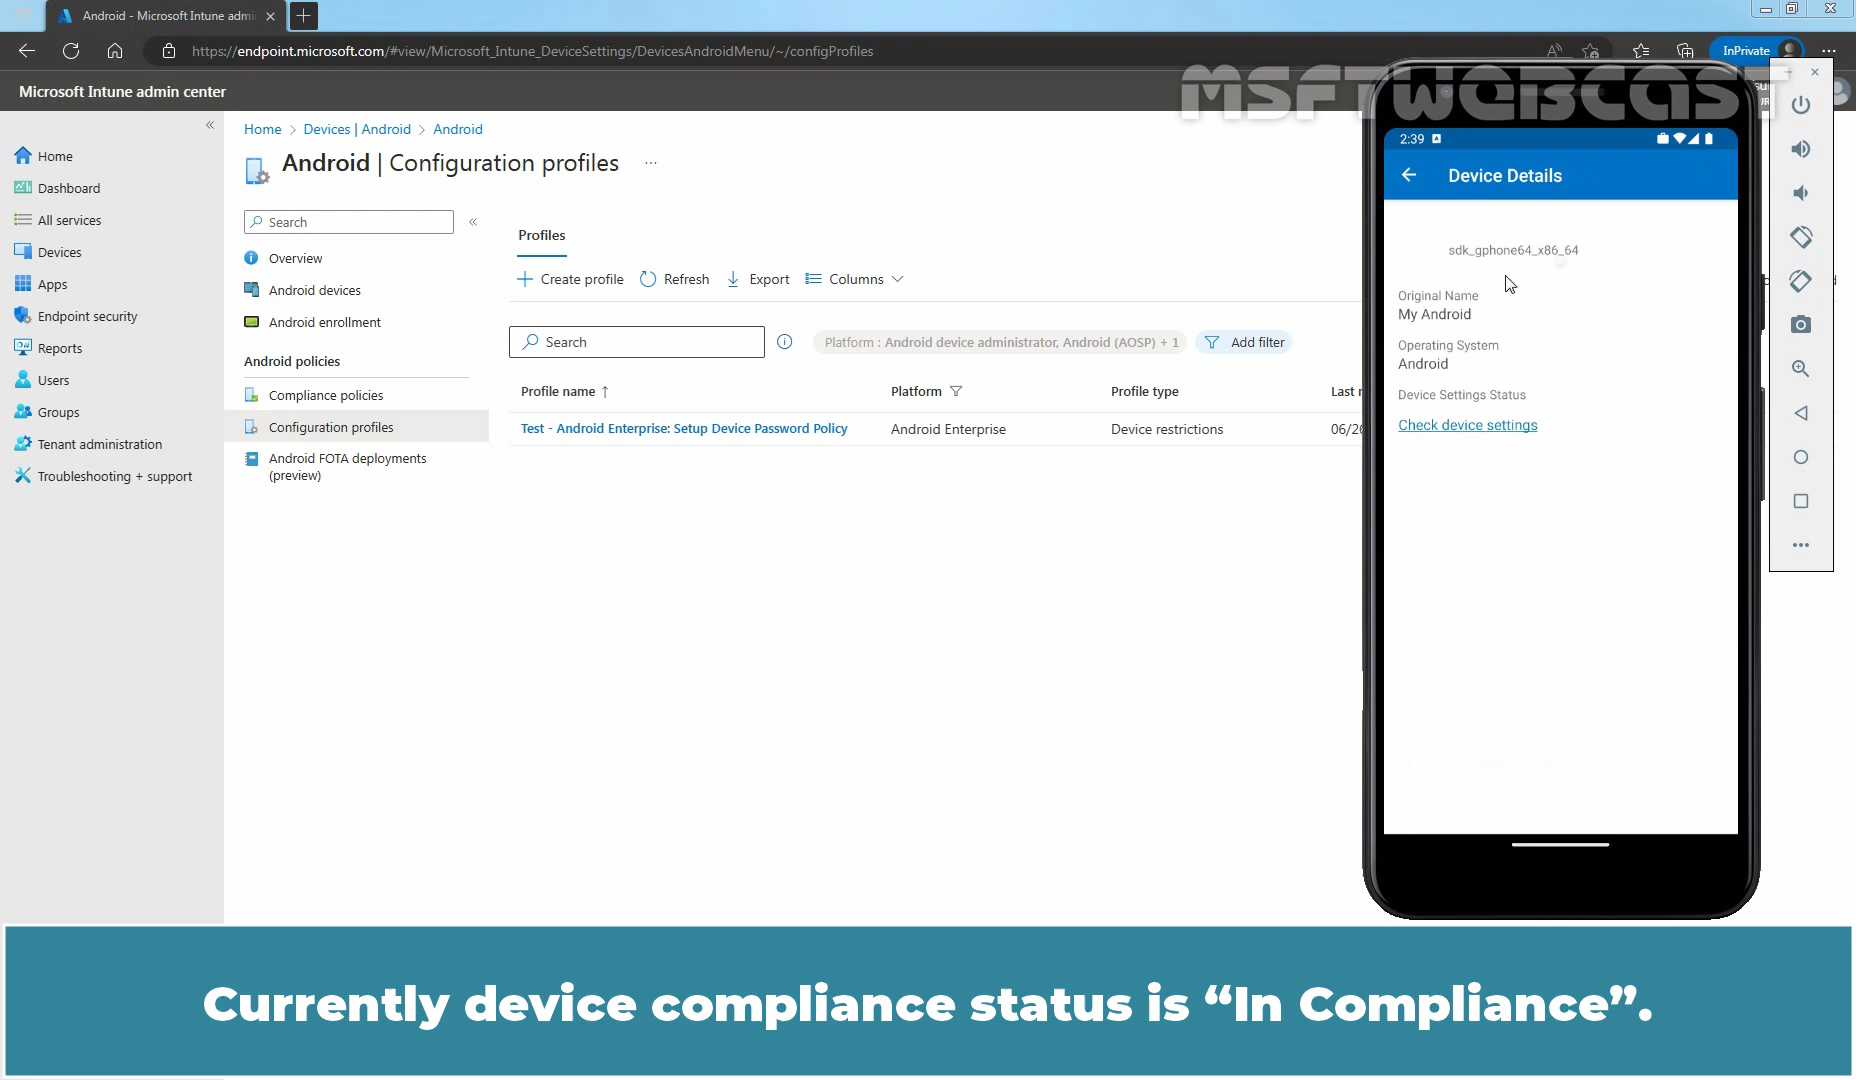 Android - Microsoft Intune admi
https://endpoint.microsoft.com/#view/Microsoft_Intune_DeviceSettings/DevicesAndroidMenu/~/configProfiles
InPrivate
Microsoft Intune admin center
MSFTWEBCAST
Home
Dashboard
All services
Devices
Apps
Endpoint security
Reports
Users
Groups
Tenant administration
Troubleshooting + support
Home > Devices | Android > Android
Android | Configuration profiles
Search
Overview
Android devices
Android enrollment
Android policies
Compliance policies
Configuration profiles
Android FOTA deployments
(preview)
Profiles
Create profile Refresh Export Columns
Search
Platform : Android device administrator, Android (AOSP) + 1
Add filter
Profile name ↑ Platform Profile type Last
Test - Android Enterprise: Setup Device Password Policy Android Enterprise Device restrictions 06/26
2:39
Device Details
sdk_gphone64_x86_64
Original Name
My Android
Operating System
Android
Device Settings Status
Check device settings
Currently device compliance status is “In Compliance”.